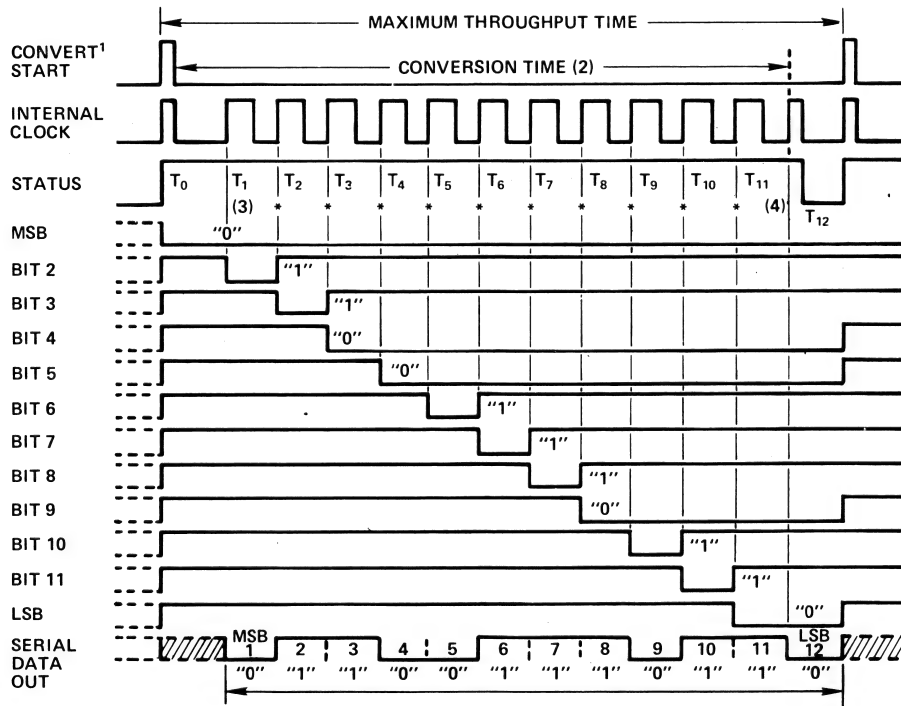 MAXIMUM THROUGHPUT TIME
CONVERT1
START
CONVERSION TIME (2)
INTERNAL
CLOCK
STATUS
T0 T1 T2 T3 T4 T5 T6 T7 T8 T9 T10 T11
(3) * * * * * * * * * * (4)
T12
MSB "0"
BIT 2 "1"
BIT 3 "1"
BIT 4 "0"
BIT 5 "0"
BIT 6 "1"
BIT 7 "1"
BIT 8 "1"
BIT 9 "0"
BIT 10 "1"
BIT 11 "1"
LSB "0"
SERIAL
DATA
OUT
MSB LSB
1 2 3 4 5 6 7 8 9 10 11 12
"0" "1" "1" "0" "0" "1" "1" "1" "0" "1" "1" "0"